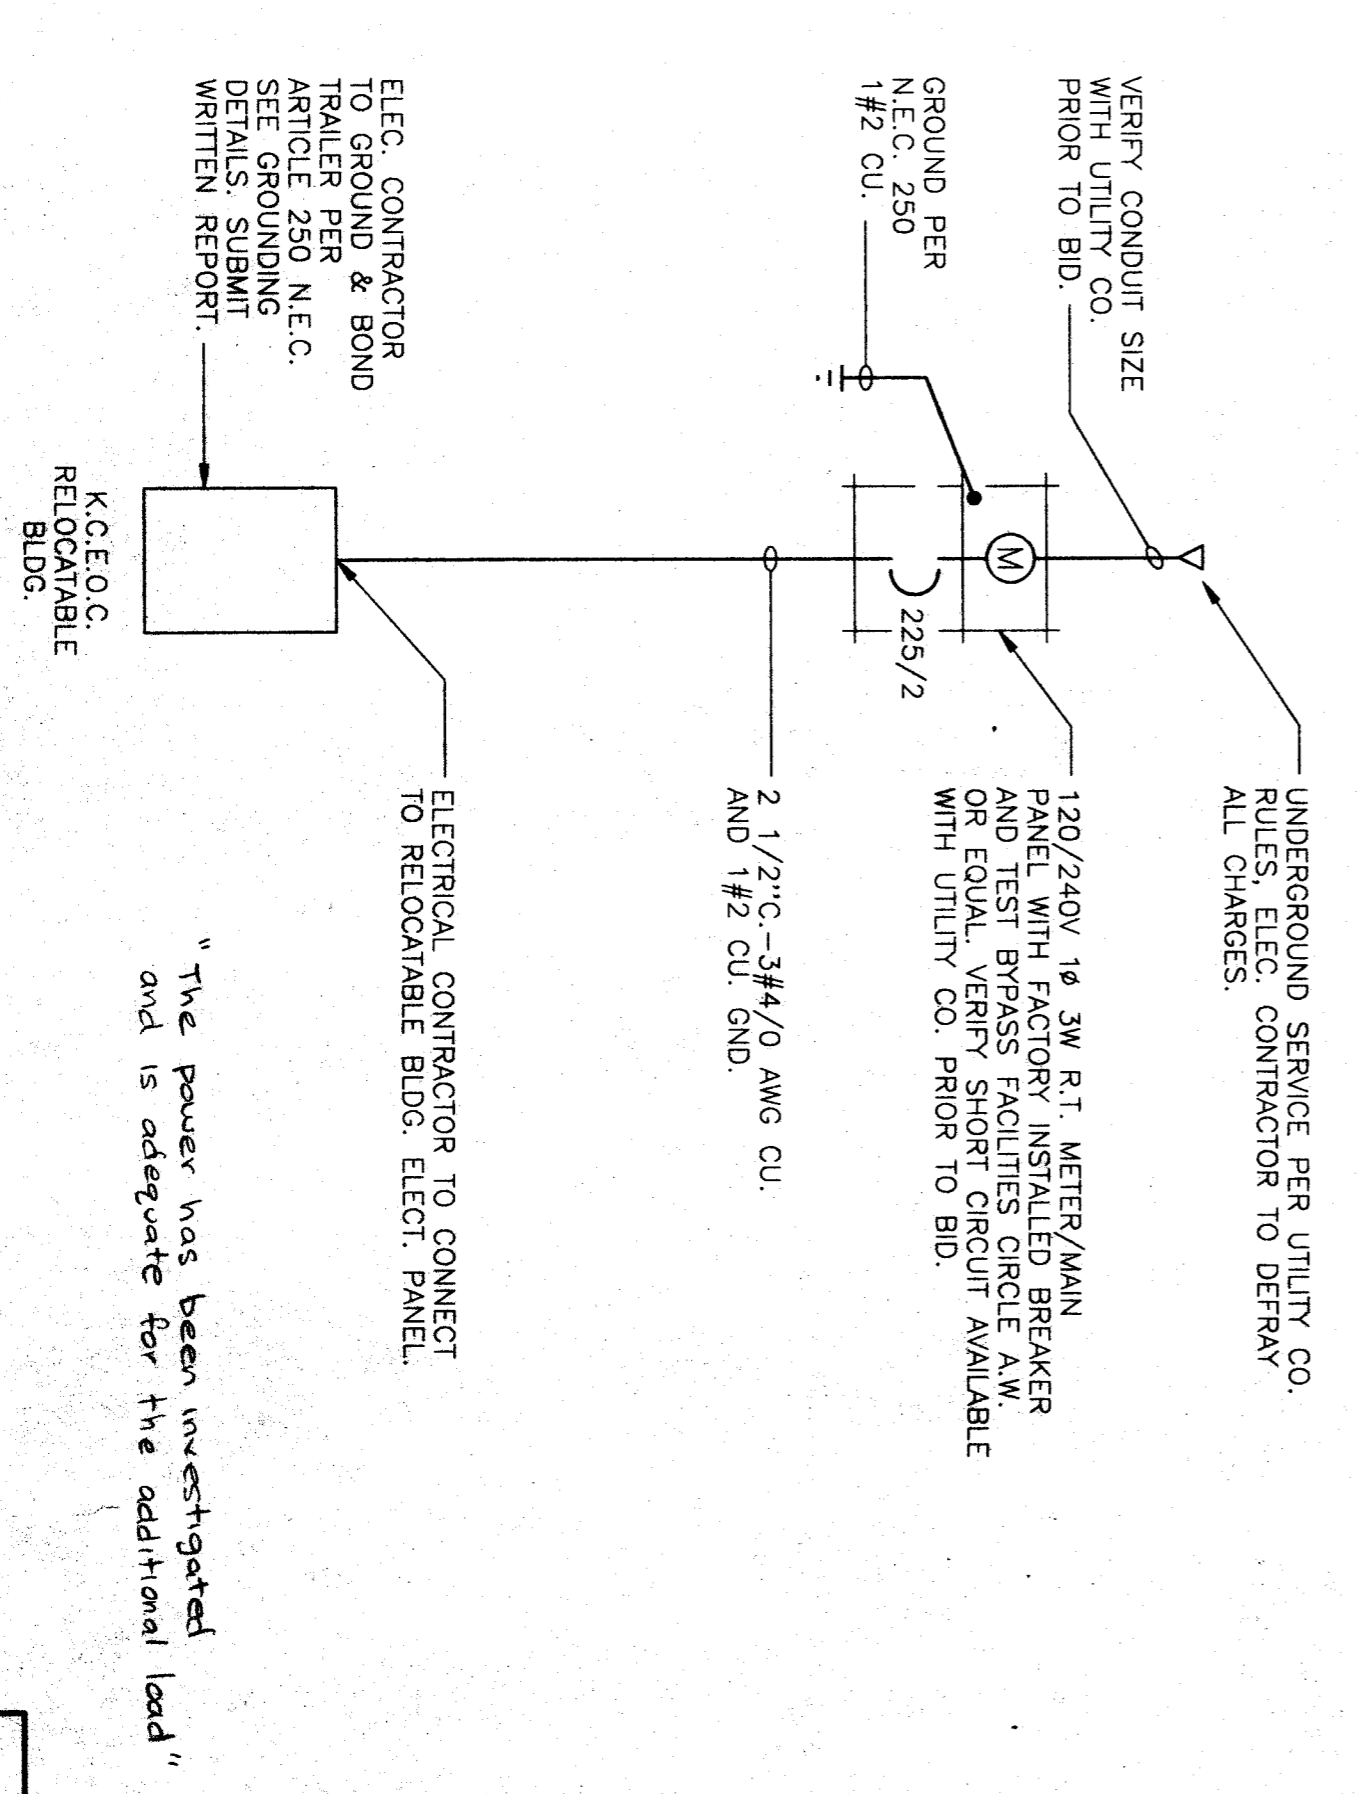 UNDERGROUND SERVICE PER UTILITY CO.
RULES, ELEC. CONTRACTOR TO DEFRAY
ALL CHARGES.
VERIFY CONDUIT SIZE
WITH UTILITY CO.
PRIOR TO BID.
120/240V 1ø 3W R.T. METER/MAIN
PANEL WITH FACTORY INSTALLED BREAKER
AND TEST BYPASS FACILITIES CIRCLE A.W.
OR EQUAL. VERIFY SHORT CIRCUIT AVAILABLE
WITH UTILITY CO. PRIOR TO BID.
M
GROUND PER
N.E.C. 250
1#2 CU.
225/2
2 1/2"C.-3#4/0 AWG CU.
AND 1#2 CU. GND.
ELECTRICAL CONTRACTOR TO CONNECT
TO RELOCATABLE BLDG. ELECT. PANEL.
ELEC. CONTRACTOR
TO GROUND & BOND
TRAILER PER
ARTICLE 250 N.E.C.
SEE GROUNDING
DETAILS. SUBMIT
WRITTEN REPORT.
K.C.E.O.C.
RELOCATABLE
BLDG.
"The power has been investigated
and is adequate for the additional load"